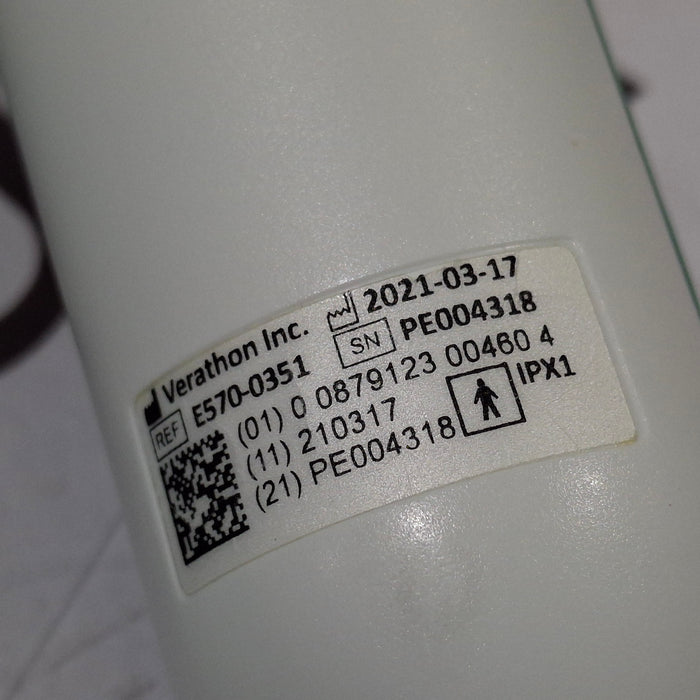 Verathon Inc. 2021-03-17
REF E570-0351 SN PE004318
(01) 0 0879123 00460 4
(11) 210317 IPX1
(21) PE004318